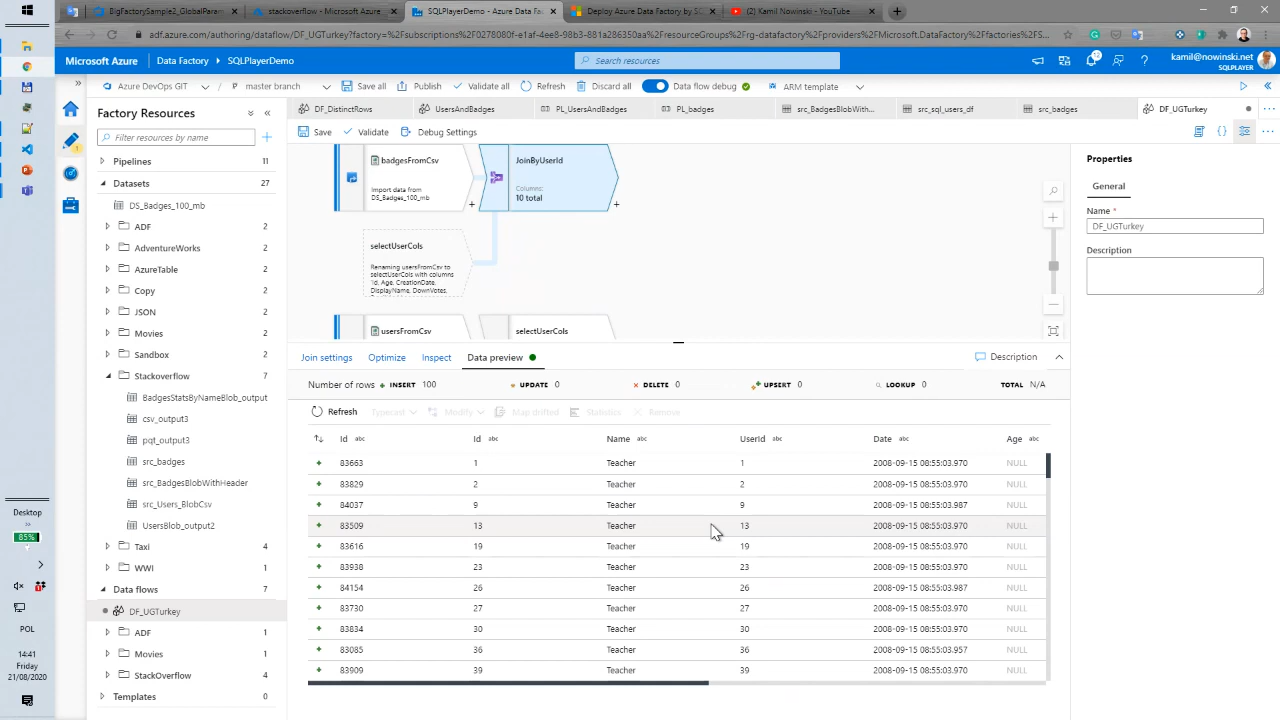 BigFactorySample2_GlobalParam
stackoverflow - Microsoft Azure
SQLPlayerDemo - Azure Data Fac
Deploy Azure Data Factory by SC
(1) Kamil Nowinski - YouTube
adf.azure.com/authoring/dataflow/DF_UGTurkey?factory=%2Fsubscriptions%2F0278080f-e1af-4ee8-98b3-881a286350aa%2FresourceGroups%2Frg-datafactory%2Fproviders%2FMicrosoft.DataFactory%2Ffactories%2FS...
Microsoft Azure
Data Factory
SQLPlayerDemo
Search resources
12
kamil@nowinski.net
SQLPLAYER
Azure DevOps GIT
master branch
Save all
Publish
Validate all
Refresh
Discard all
Data flow debug
ARM template
Factory Resources
Filter resources by name
Pipelines 11
Datasets 27
DS_Badges_100_mb
ADF 2
AdventureWorks 2
AzureTable 2
Copy 2
JSON 2
Movies 2
Sandbox 2
Stackoverflow 7
BadgesStatsByNameBlob_output
csv_output3
pqt_output3
src_badges
src_BadgesBlobWithHeader
src_Users_BlobCsv
UsersBlob_output2
Taxi 4
WWI 2
Data flows 7
DF_UGTurkey
ADF 1
Movies 1
StackOverflow 4
Templates 0
DF_DistinctRows
UsersAndBadges
PL_UsersAndBadges
PL_badges
src_BadgesBlobWith...
src_sql_users_df
src_badges
DF_UGTurkey
Save
Validate
Debug Settings
badgesFromCsv
Import data from
DS_Badges_100_mb
JoinByUserId
Columns:
10 total
selectUserCols
Renaming usersFromCsv to
selectUserCols with columns
'Id, Age, CreationDate,
DisplayName, DownVotes,
usersFromCsv
selectUserCols
Join settings
Optimize
Inspect
Data preview
Description
Number of rows
INSERT 100
UPDATE 0
DELETE 0
UPSERT 0
LOOKUP 0
TOTAL N/A
Refresh
Typecast
Modify
Map drifted
Statistics
Remove
Id abc Id abc Name abc UserId abc Date abc Age abc
83663 1 Teacher 1 2008-09-15 08:55:03.970 NULL
83829 2 Teacher 2 2008-09-15 08:55:03.970 NULL
84037 9 Teacher 9 2008-09-15 08:55:03.987 NULL
83509 13 Teacher 13 2008-09-15 08:55:03.970 NULL
83616 19 Teacher 19 2008-09-15 08:55:03.970 NULL
83938 23 Teacher 23 2008-09-15 08:55:03.970 NULL
84154 26 Teacher 26 2008-09-15 08:55:03.987 NULL
83730 27 Teacher 27 2008-09-15 08:55:03.970 NULL
83834 30 Teacher 30 2008-09-15 08:55:03.970 NULL
83085 36 Teacher 36 2008-09-15 08:55:03.957 NULL
83909 39 Teacher 39 2008-09-15 08:55:03.970 NULL
Properties
General
Name *
DF_UGTurkey
Description
Desktop
85%
POL
14:41
Friday
21/08/2020